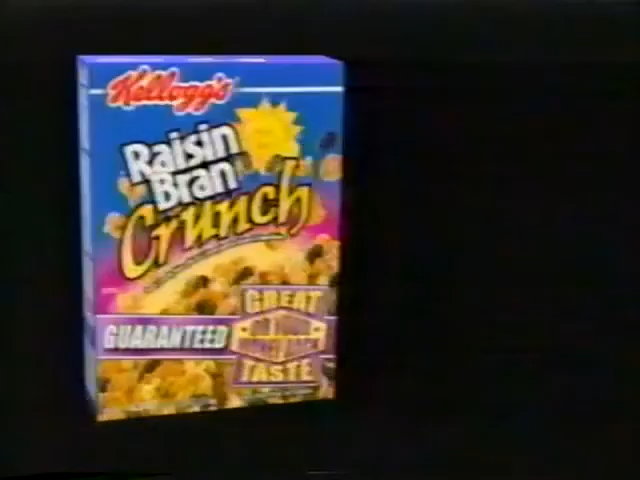 Kellogg's
Raisin
Bran
Crunch
GREAT
GUARANTEED
TASTE